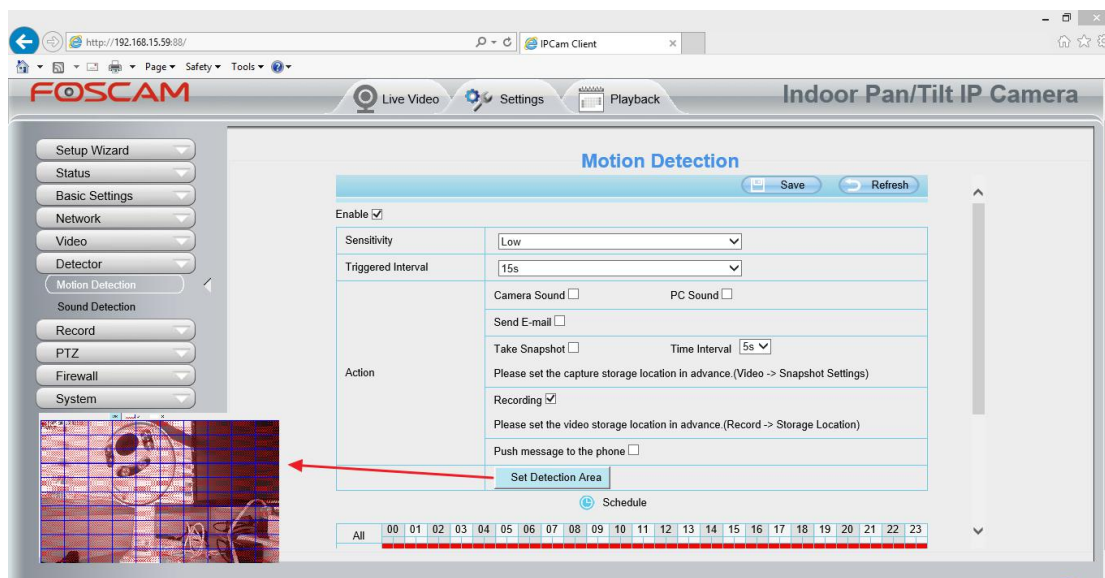 http://192.168.15.59:88/
IPCam Client
Page Safety Tools
FOSCAM
Live Video Settings Playback
Indoor Pan/Tilt IP Camera
Setup Wizard
Status
Basic Settings
Network
Video
Detector
Motion Detection
Sound Detection
Record
PTZ
Firewall
System
Motion Detection
Save Refresh
Enable
Sensitivity Low
Triggered Interval 15s
Action
Camera Sound PC Sound
Send E-mail
Take Snapshot Time Interval 5s
Please set the capture storage location in advance.(Video -> Snapshot Settings)
Recording
Please set the video storage location in advance.(Record -> Storage Location)
Push message to the phone
Set Detection Area
Schedule
00 01 02 03 04 05 06 07 08 09 10 11 12 13 14 15 16 17 18 19 20 21 22 23
All